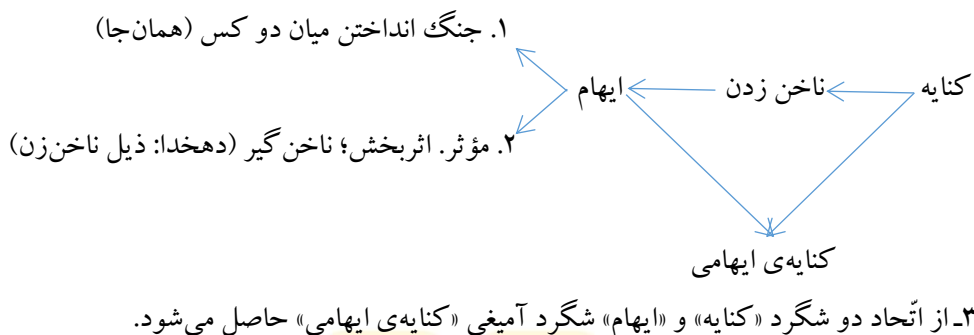 ۱. جنگ انداختن میان دو کس (همان‌جا)
کنایه ناخن زدن ایهام
۲. مؤثر. اثربخش؛ ناخن‌گیر (دهخدا: ذیل ناخن‌زن)
کنایه‌ی ایهامی
۲ـ از اتّحاد دو شگرد «کنایه» و «ایهام» شگرد آمیغی «کنایه‌ی ایهامی» حاصل می‌شود.